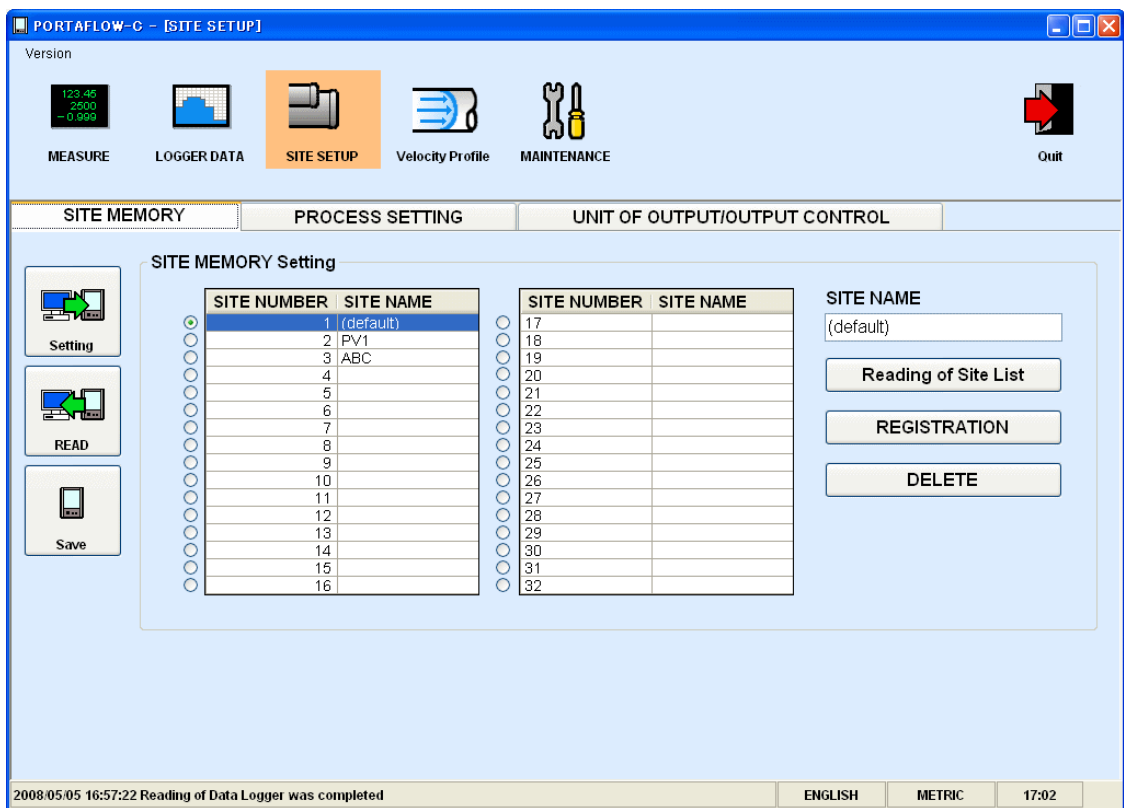 PORTAFLOW-C - [SITE SETUP]
Version
123.45
2500
-0.999
MEASURE LOGGER DATA SITE SETUP Velocity Profile MAINTENANCE Quit
SITE MEMORY PROCESS SETTING UNIT OF OUTPUT/OUTPUT CONTROL
Setting
READ
Save
SITE MEMORY Setting
SITE NUMBER SITE NAME
1 (default)
2 PV1
3 ABC
4
5
6
7
8
9
10
11
12
13
14
15
16
SITE NUMBER SITE NAME
17
18
19
20
21
22
23
24
25
26
27
28
29
30
31
32
SITE NAME
(default)
Reading of Site List
REGISTRATION
DELETE
2008/05/05 16:57:22 Reading of Data Logger was completed ENGLISH METRIC 17:02